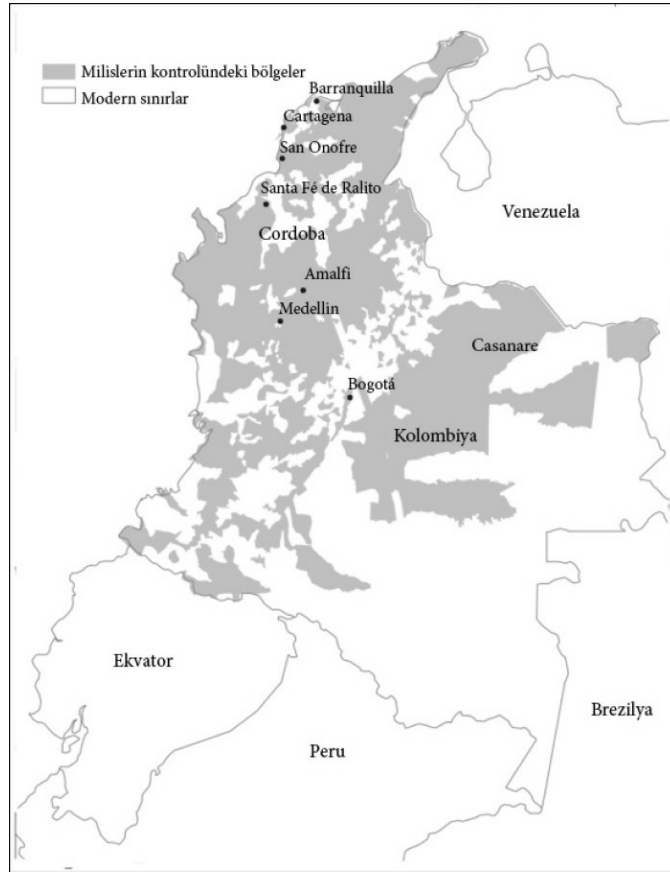 Milislerin kontrolündeki bölgeler
Modern sınırlar
Barranquilla
Cartagena
San Onofre
Santa Fé de Ralito
Venezuela
Cordoba
Amalfi
Medellin
Casanare
Bogotá
Kolombiya
Ekvator
Brezilya
Peru